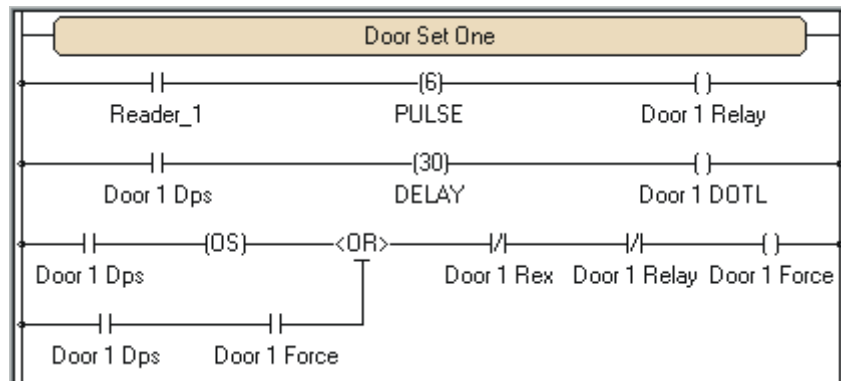 Door Set One
(6)
Reader_1 PULSE Door 1 Relay
(30)
Door 1 Dps DELAY Door 1 DOTL
(OS) <OR>
Door 1 Dps Door 1 Rex Door 1 Relay Door 1 Force
Door 1 Dps Door 1 Force